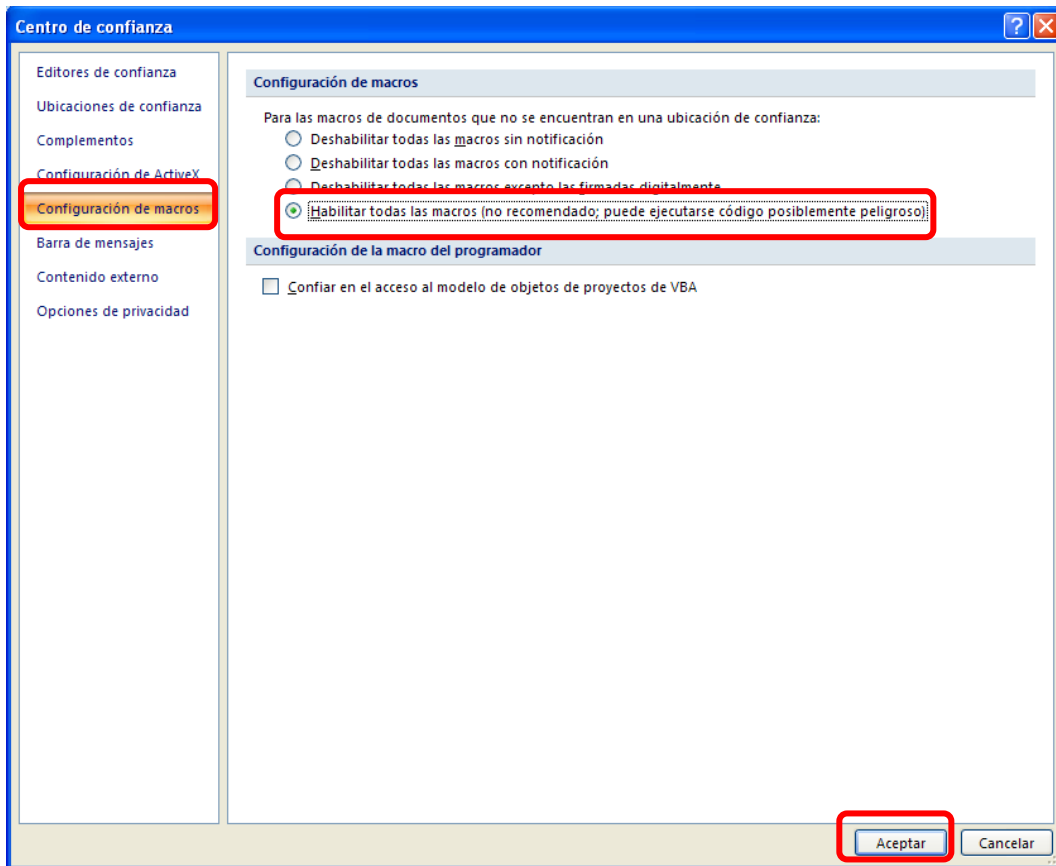 Centro de confianza
Editores de confianza
Ubicaciones de confianza
Complementos
Configuración de ActiveX
Configuración de macros
Barra de mensajes
Contenido externo
Opciones de privacidad
Configuración de macros
Para las macros de documentos que no se encuentran en una ubicación de confianza:
Deshabilitar todas las macros sin notificación
Deshabilitar todas las macros con notificación
Deshabilitar todas las macros excepto las firmadas digitalmente
Habilitar todas las macros (no recomendado; puede ejecutarse código posiblemente peligroso)
Configuración de la macro del programador
Confiar en el acceso al modelo de objetos de proyectos de VBA
Aceptar
Cancelar